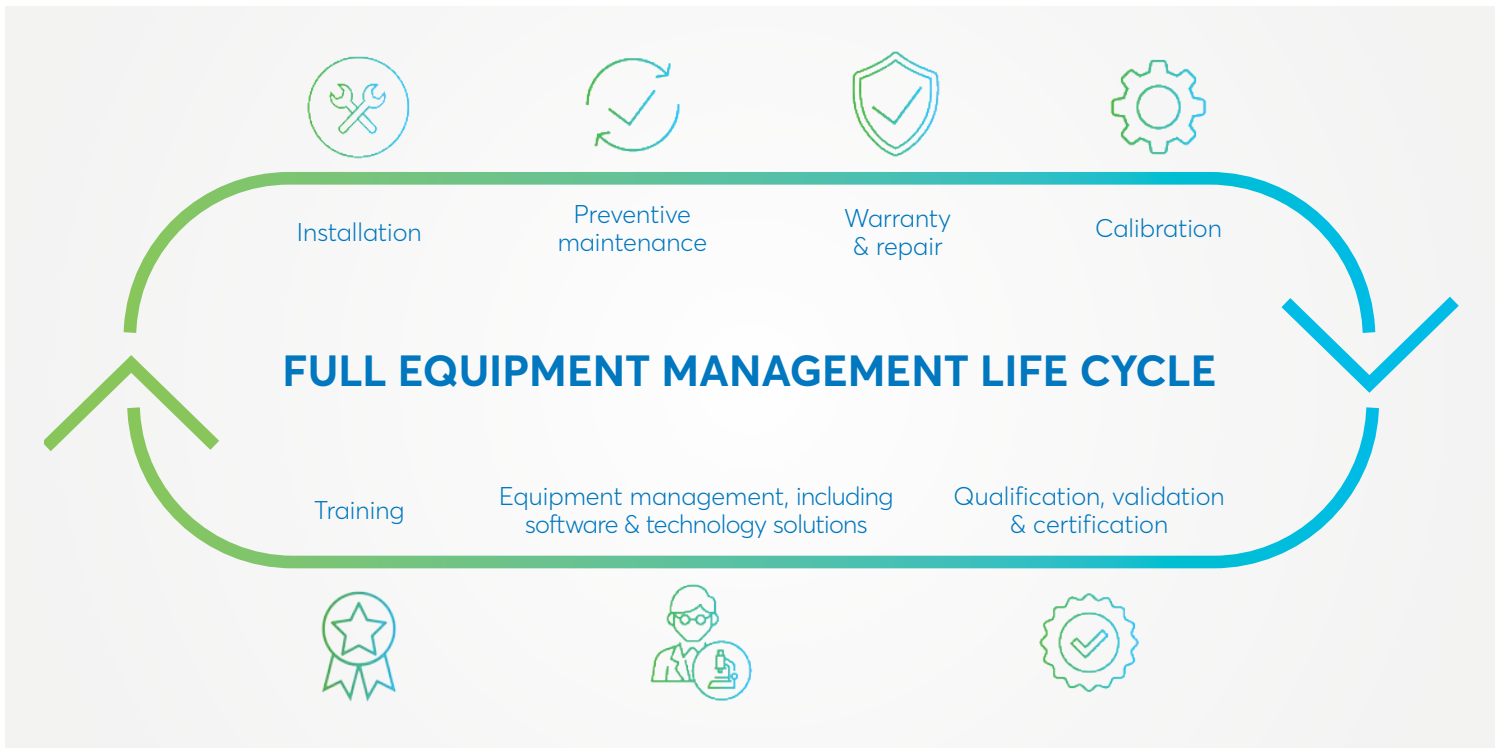 Installation
Preventive
maintenance
Warranty
& repair
Calibration
FULL EQUIPMENT MANAGEMENT LIFE CYCLE
Training
Equipment management, including
software & technology solutions
Qualification, validation
& certification